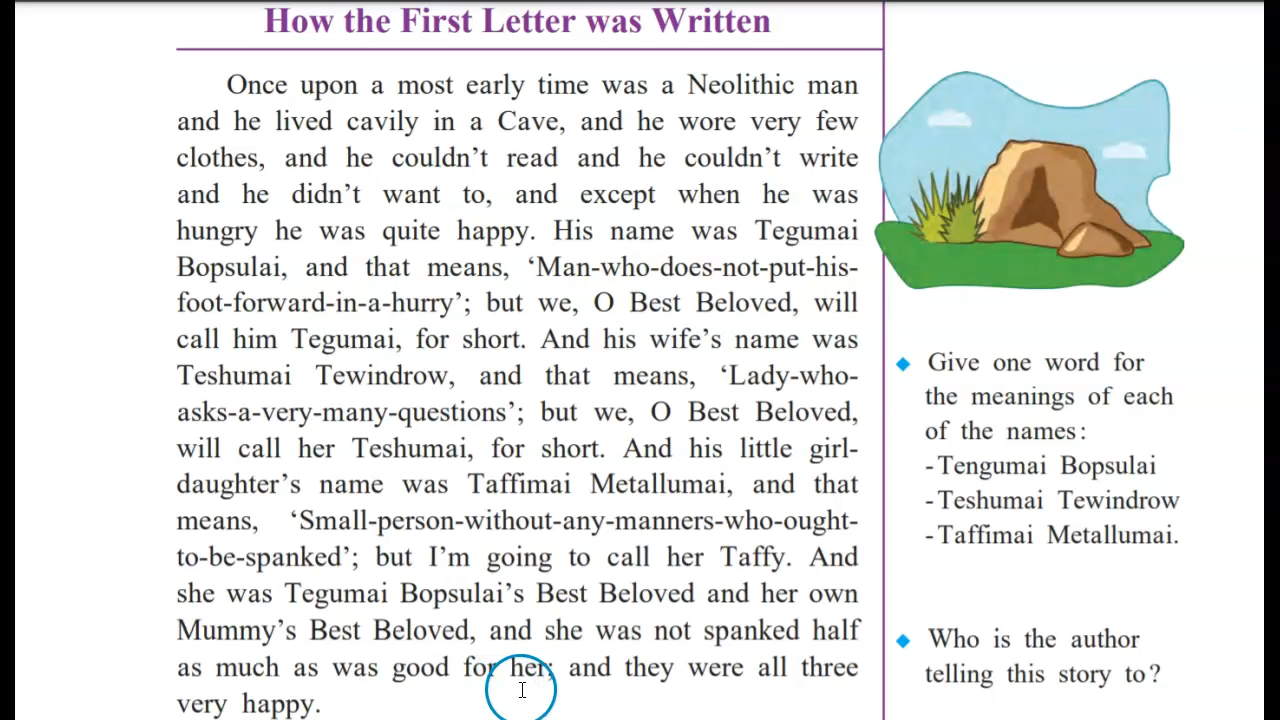 How the First Letter was Written
Once upon a most early time was a Neolithic man
and he lived cavily in a Cave, and he wore very few
clothes, and he couldn’t read and he couldn’t write
and he didn’t want to, and except when he was
hungry he was quite happy. His name was Tegumai
Bopsulai, and that means, ‘Man-who-does-not-put-his-
foot-forward-in-a-hurry’; but we, O Best Beloved, will
call him Tegumai, for short. And his wife’s name was
Teshumai Tewindrow, and that means, ‘Lady-who-
asks-a-very-many-questions’; but we, O Best Beloved,
will call her Teshumai, for short. And his little girl-
daughter’s name was Taffimai Metallumai, and that
means, ‘Small-person-without-any-manners-who-ought-
to-be-spanked’; but I’m going to call her Taffy. And
she was Tegumai Bopsulai’s Best Beloved and her own
Mummy’s Best Beloved, and she was not spanked half
as much as was good for her; and they were all three
very happy.
Give one word for
the meanings of each
of the names:
-Tengumai Bopsulai
-Teshumai Tewindrow
-Taffimai Metallumai.
Who is the author
telling this story to?